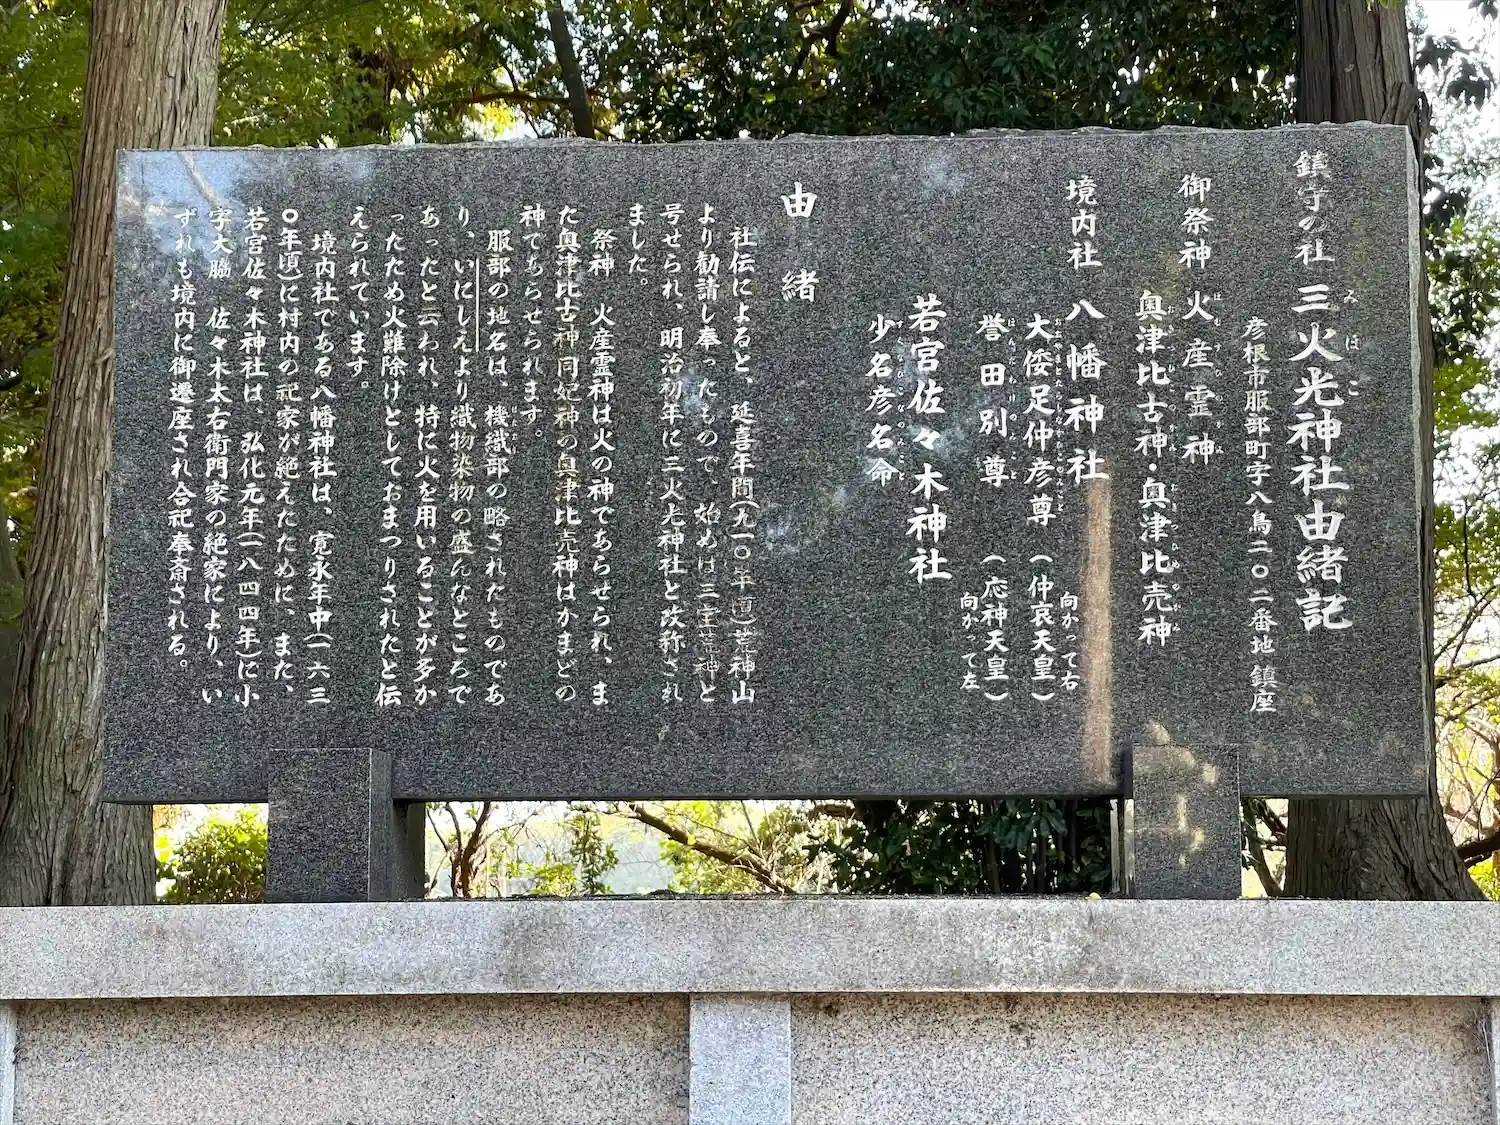 鎮守の社 三火光神社由緒記
彦根市服部町字八鳥二〇二番地 鎮座
御祭神 火産霊神
奥津比古神・奥津比売神
境内社 八幡神社
大倭足仲彦尊 (仲哀天皇) 向かって右
誉田別尊 (応神天皇) 向かって左
若宮佐々木神社
少名彦名命
由緒
社伝によると、延喜年間(九一〇年頃)荒神山
より勧請し奉ったもので、始めは三宝荒神と
号せられ、明治初年に三火光神社と改称され
ました。
祭神 火産霊神は火の神であらせられ、ま
た奥津比古神同妃神の奥津比売神はかまどの
神であらせられます。
服部の地名は、機織部の略されたものであ
り、いにしえより織物染物の盛んなところで
あったと云われ、特に火を用いることが多か
ったため火難除けとしておまつりされたと伝
えられています。
境内社である八幡神社は、寛永年中(一六三
〇年頃)に村内の祀家が絶えたために、また、
若宮佐々木神社は、弘化元年(一八四四年)に小
字大脇 佐々木太右衛門家の絶家により、い
ずれも境内に御遷座され合祀奉斎される。